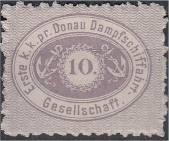 Erste k.k. pr. Donau Dampfschiffahrt
10.
Gesellschaft.